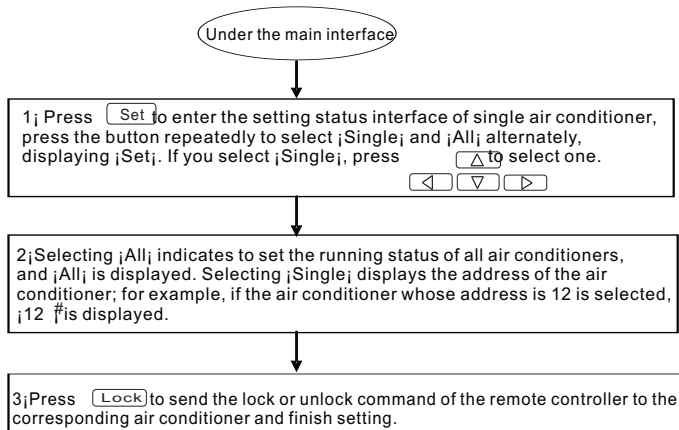 Under the main interface
1¡ Press Set to enter the setting status interface of single air conditioner,
press the button repeatedly to select ¡Single¡ and ¡All¡ alternately,
displaying ¡Set¡. If you select ¡Single¡, press △ to select one.
◁ ▽ ▷
2¡Selecting ¡All¡ indicates to set the running status of all air conditioners,
and ¡All¡ is displayed. Selecting ¡Single¡ displays the address of the air
conditioner; for example, if the air conditioner whose address is 12 is selected,
¡12 #¡ is displayed.
3¡Press Lock to send the lock or unlock command of the remote controller to the
corresponding air conditioner and finish setting.